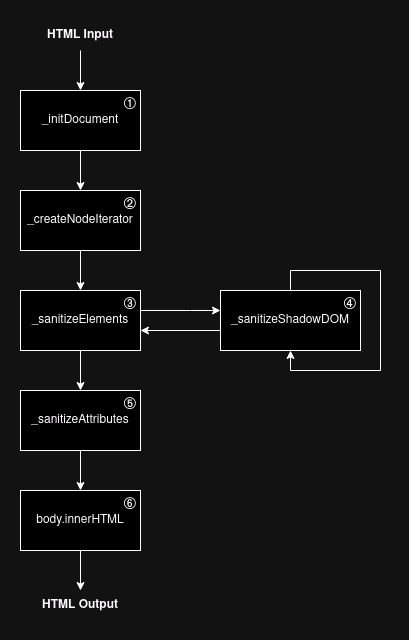 HTML Input
①
_initDocument
②
_createNodeIterator
③
_sanitizeElements
④
_sanitizeShadowDOM
⑤
_sanitizeAttributes
⑥
body.innerHTML
HTML Output